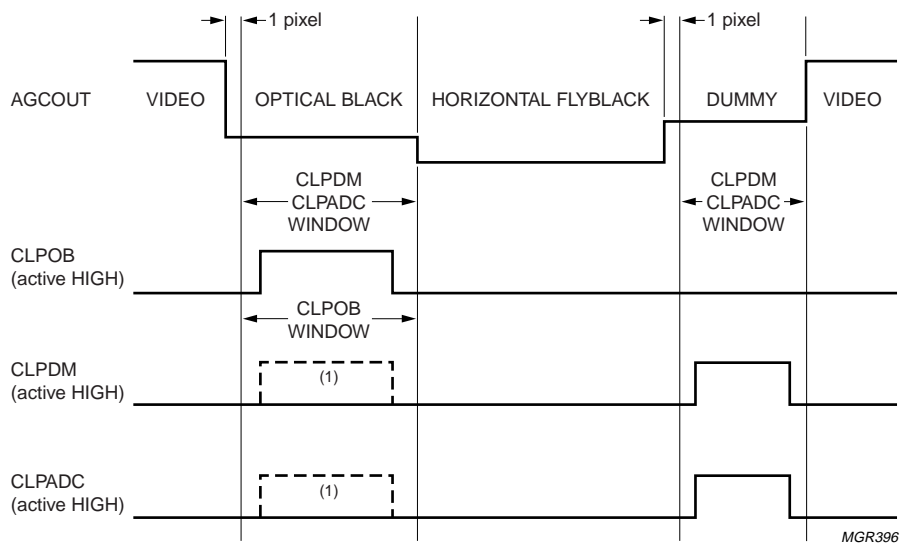 1 pixel
1 pixel
AGCOUT
VIDEO
OPTICAL BLACK
HORIZONTAL FLYBLACK
DUMMY
VIDEO
CLPDM
CLPADC
WINDOW
CLPDM
CLPADC
WINDOW
CLPOB
(active HIGH)
CLPOB
WINDOW
CLPDM
(active HIGH)
(1)
CLPADC
(active HIGH)
(1)
MGR396